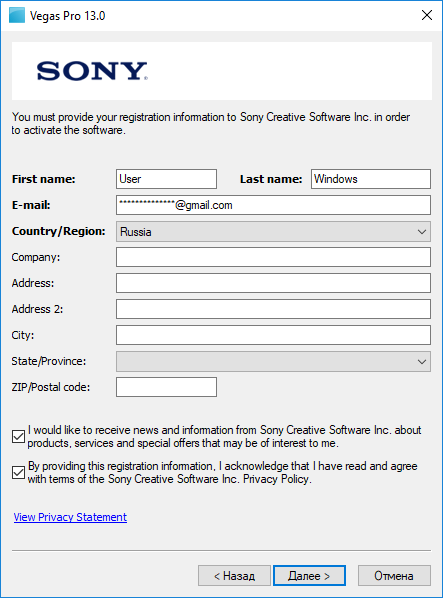 Vegas Pro 13.0
SONY
You must provide your registration information to Sony Creative Software Inc. in order
to activate the software.
First name: User Last name: Windows
E-mail: **************@gmail.com
Country/Region: Russia
Company:
Address:
Address 2:
City:
State/Province:
ZIP/Postal code:
I would like to receive news and information from Sony Creative Software Inc. about
products, services and special offers that may be of interest to me.
By providing this registration information, I acknowledge that I have read and agree
with terms of the Sony Creative Software Inc. Privacy Policy.
View Privacy Statement
< Назад Далее > Отмена